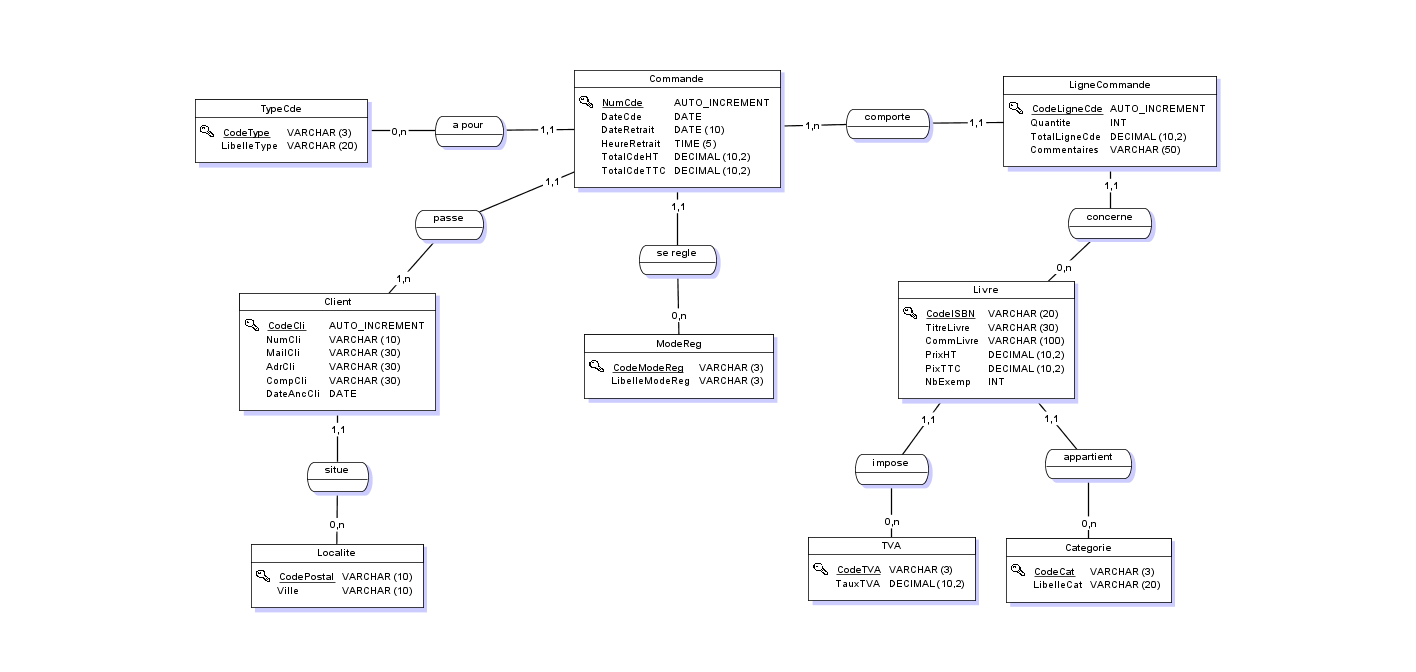 Commande
NumCde AUTO_INCREMENT
DateCde DATE
DateRetrait DATE (10)
HeureRetrait TIME (5)
TotalCdeHT DECIMAL (10,2)
TotalCdeTTC DECIMAL (10,2)
LigneCommande
CodeLigneCde AUTO_INCREMENT
Quantite INT
TotalLigneCde DECIMAL (10,2)
Commentaires VARCHAR (50)
TypeCde
CodeType VARCHAR (3)
LibelleType VARCHAR (20)
0,n
a pour
1,1
1,n
comporte
1,1
1,1
passe
1,n
1,1
se regle
0,n
1,1
concerne
0,n
Client
CodeCli AUTO_INCREMENT
NumCli VARCHAR (10)
MailCli VARCHAR (30)
AdrCli VARCHAR (30)
CompCli VARCHAR (30)
DateAncCli DATE
ModeReg
CodeModeReg VARCHAR (3)
LibelleModeReg VARCHAR (3)
Livre
CodeISBN VARCHAR (20)
TitreLivre VARCHAR (30)
CommLivre VARCHAR (100)
PrixHT DECIMAL (10,2)
PixTTC DECIMAL (10,2)
NbExemp INT
1,1
situe
0,n
1,1
impose
0,n
1,1
appartient
0,n
Localite
CodePostal VARCHAR (10)
Ville VARCHAR (10)
TVA
CodeTVA VARCHAR (3)
TauxTVA DECIMAL (10,2)
Categorie
CodeCat VARCHAR (3)
LibelleCat VARCHAR (20)